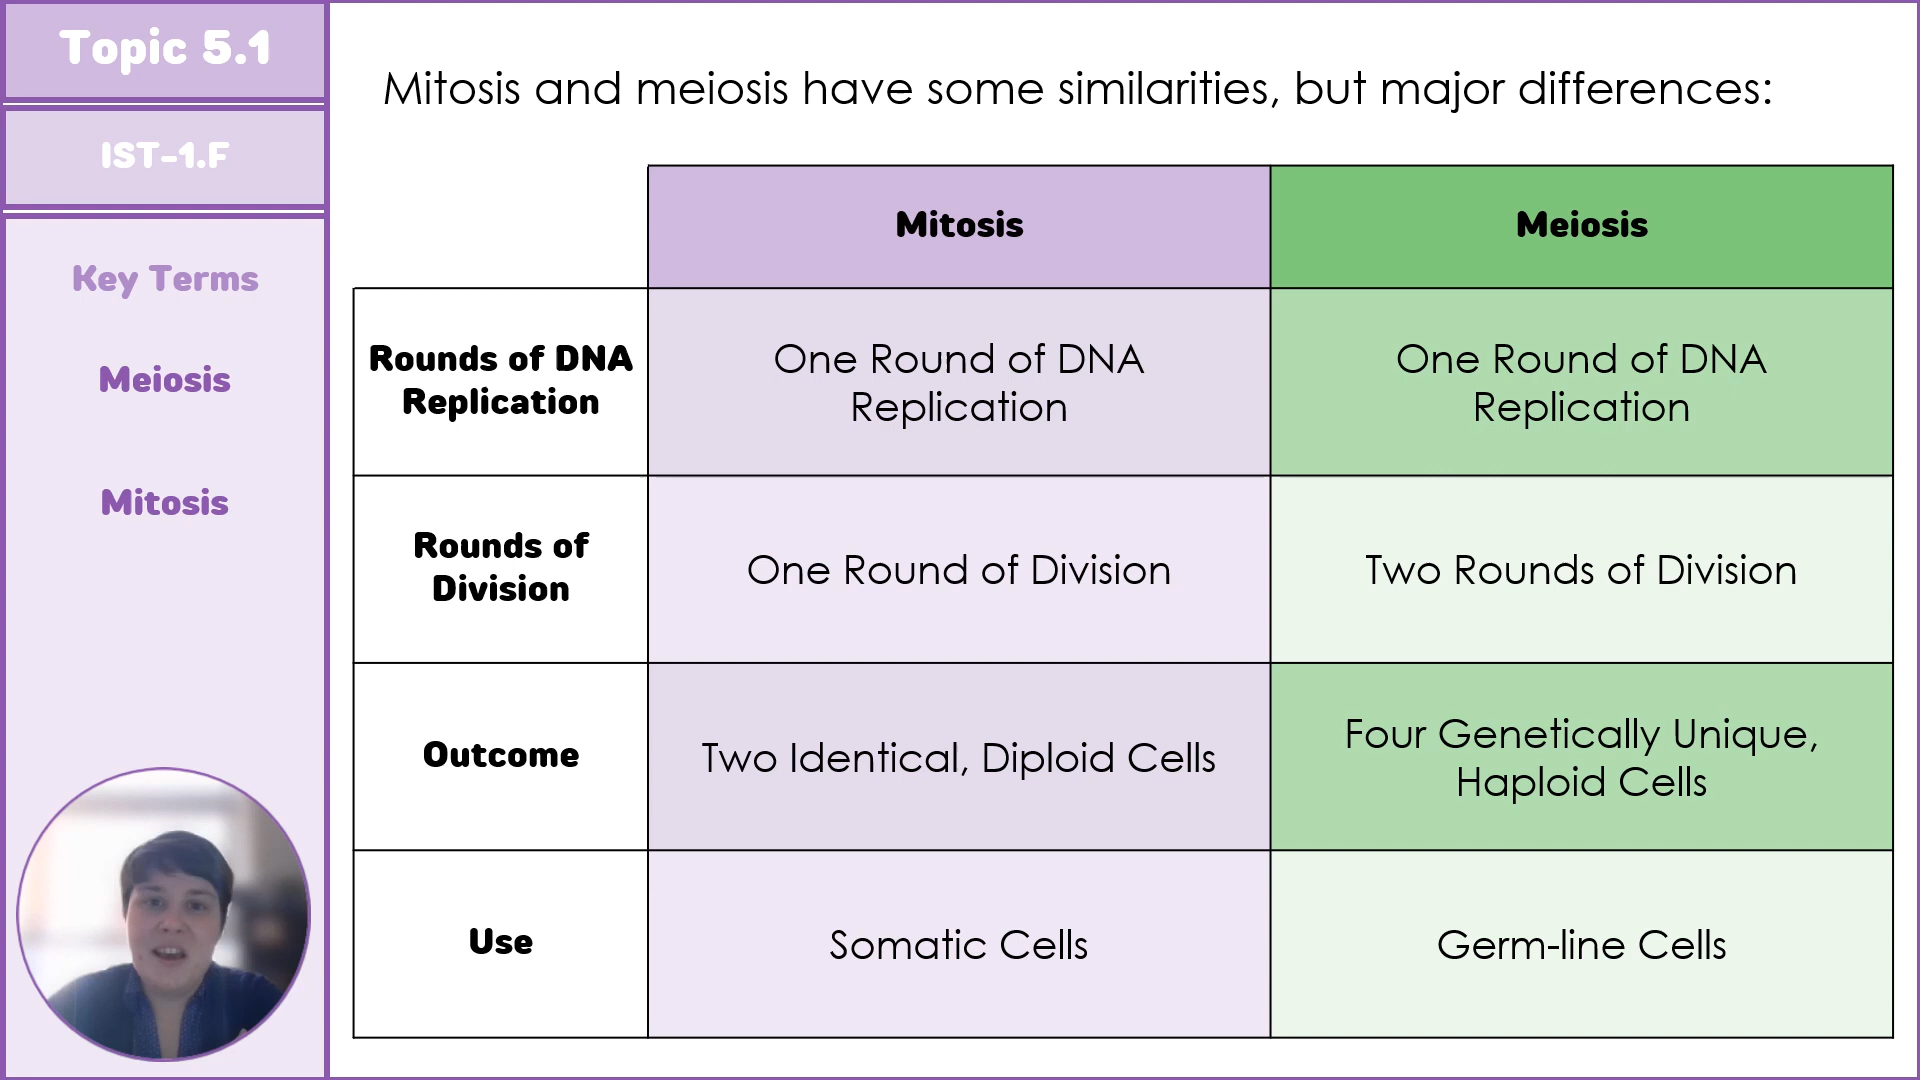 Topic 5.1
IST-1.F
Key Terms
Meiosis
Mitosis
Mitosis and meiosis have some similarities, but major differences:
Mitosis
Meiosis
Rounds of DNA
Replication
One Round of DNA
Replication
One Round of DNA
Replication
Rounds of
Division
One Round of Division
Two Rounds of Division
Outcome
Two Identical, Diploid Cells
Four Genetically Unique,
Haploid Cells
Use
Somatic Cells
Germ-line Cells